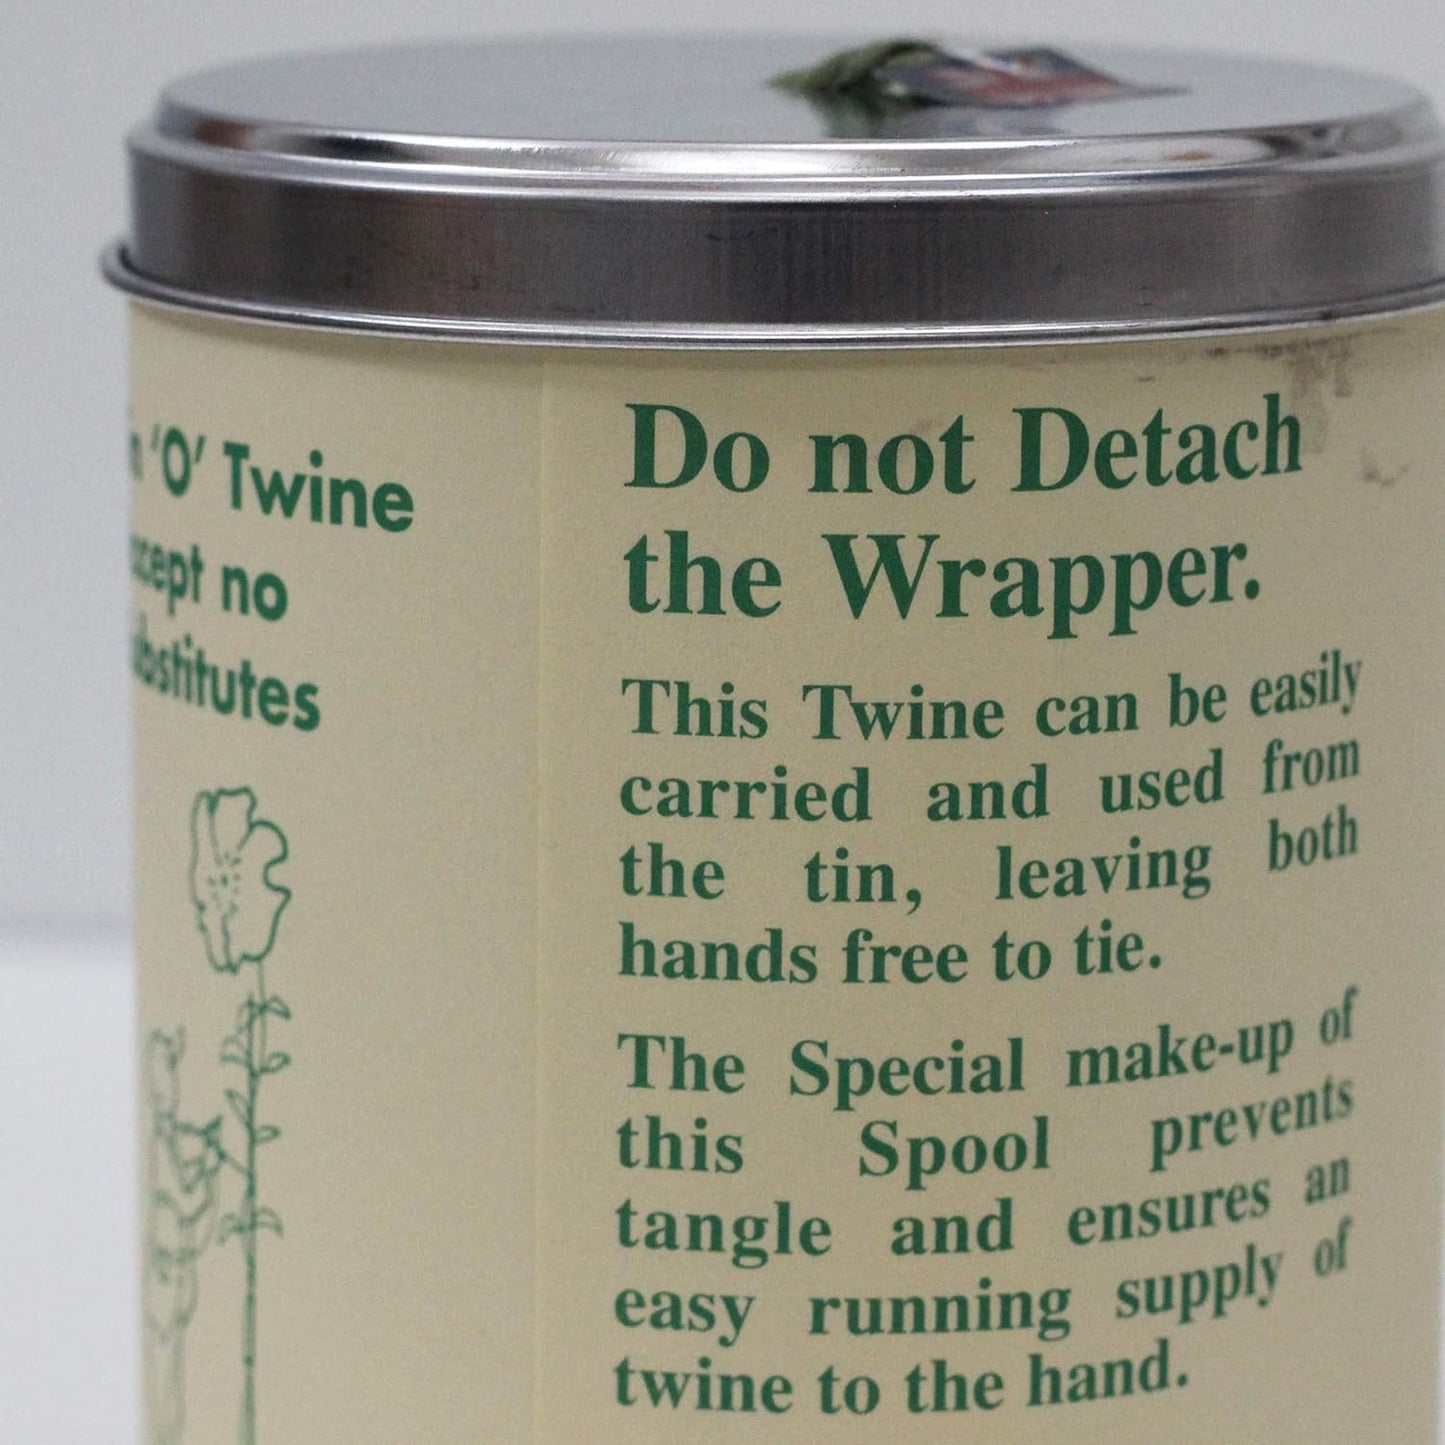 'O' Twine
no
Do not Detach
the Wrapper.
This Twine can be easily
carried and used from
the tin, leaving both
hands free to tie.
The Special make-up of
this Spool prevents
tangle and ensures an
easy running supply of
twine to the hand.